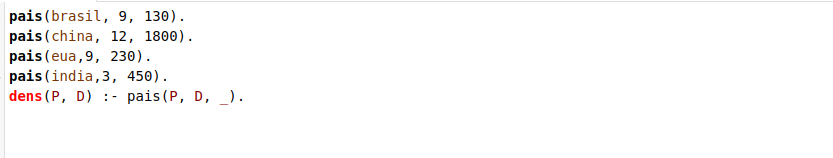 pais(brasil, 9, 130).
pais(china, 12, 1800).
pais(eua,9, 230).
pais(india,3, 450).
dens(P, D) :- pais(P, D, _).